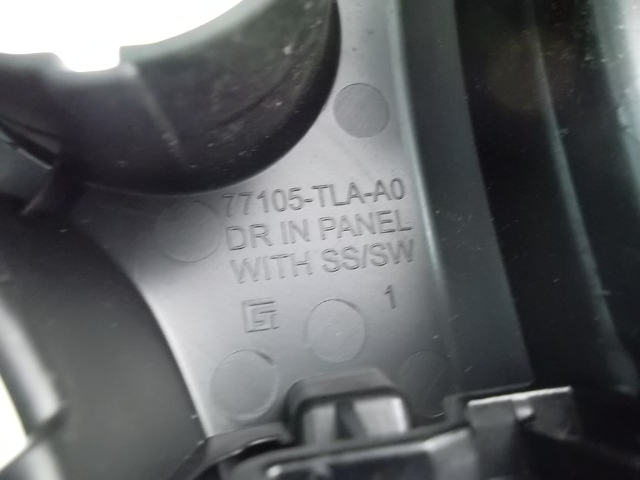 77105-TLA-A0
DR IN PANEL
WITH SS/SW
1